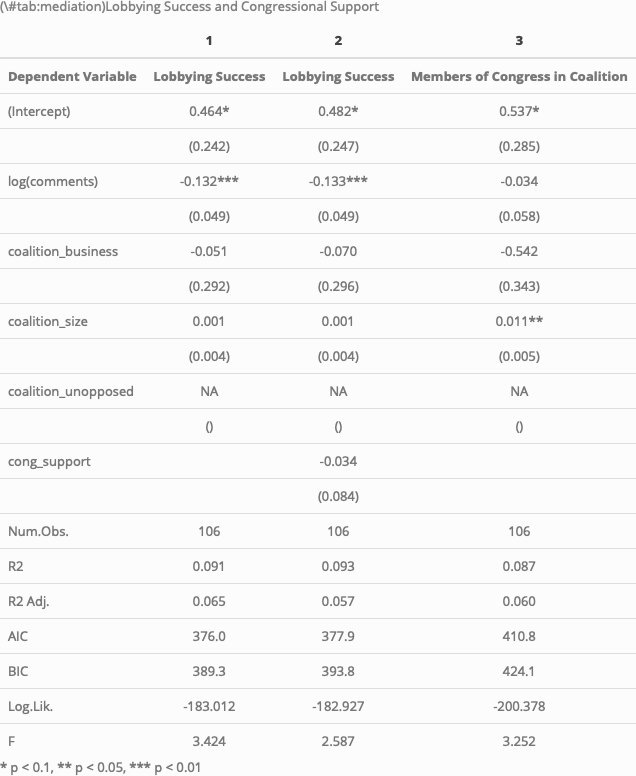 (\#tab:mediation)Lobbying Success and Congressional Support
1 2 3
Dependent Variable Lobbying Success Lobbying Success Members of Congress in Coalition
(Intercept) 0.464* 0.482* 0.537*
(0.242) (0.247) (0.285)
log(comments) -0.132*** -0.133*** -0.034
(0.049) (0.049) (0.058)
coalition_business -0.051 -0.070 -0.542
(0.292) (0.296) (0.343)
coalition_size 0.001 0.001 0.011**
(0.004) (0.004) (0.005)
coalition_unopposed NA NA NA
() () ()
cong_support -0.034
(0.084)
Num.Obs. 106 106 106
R2 0.091 0.093 0.087
R2 Adj. 0.065 0.057 0.060
AIC 376.0 377.9 410.8
BIC 389.3 393.8 424.1
Log.Lik. -183.012 -182.927 -200.378
F 3.424 2.587 3.252
* p < 0.1, ** p < 0.05, *** p < 0.01